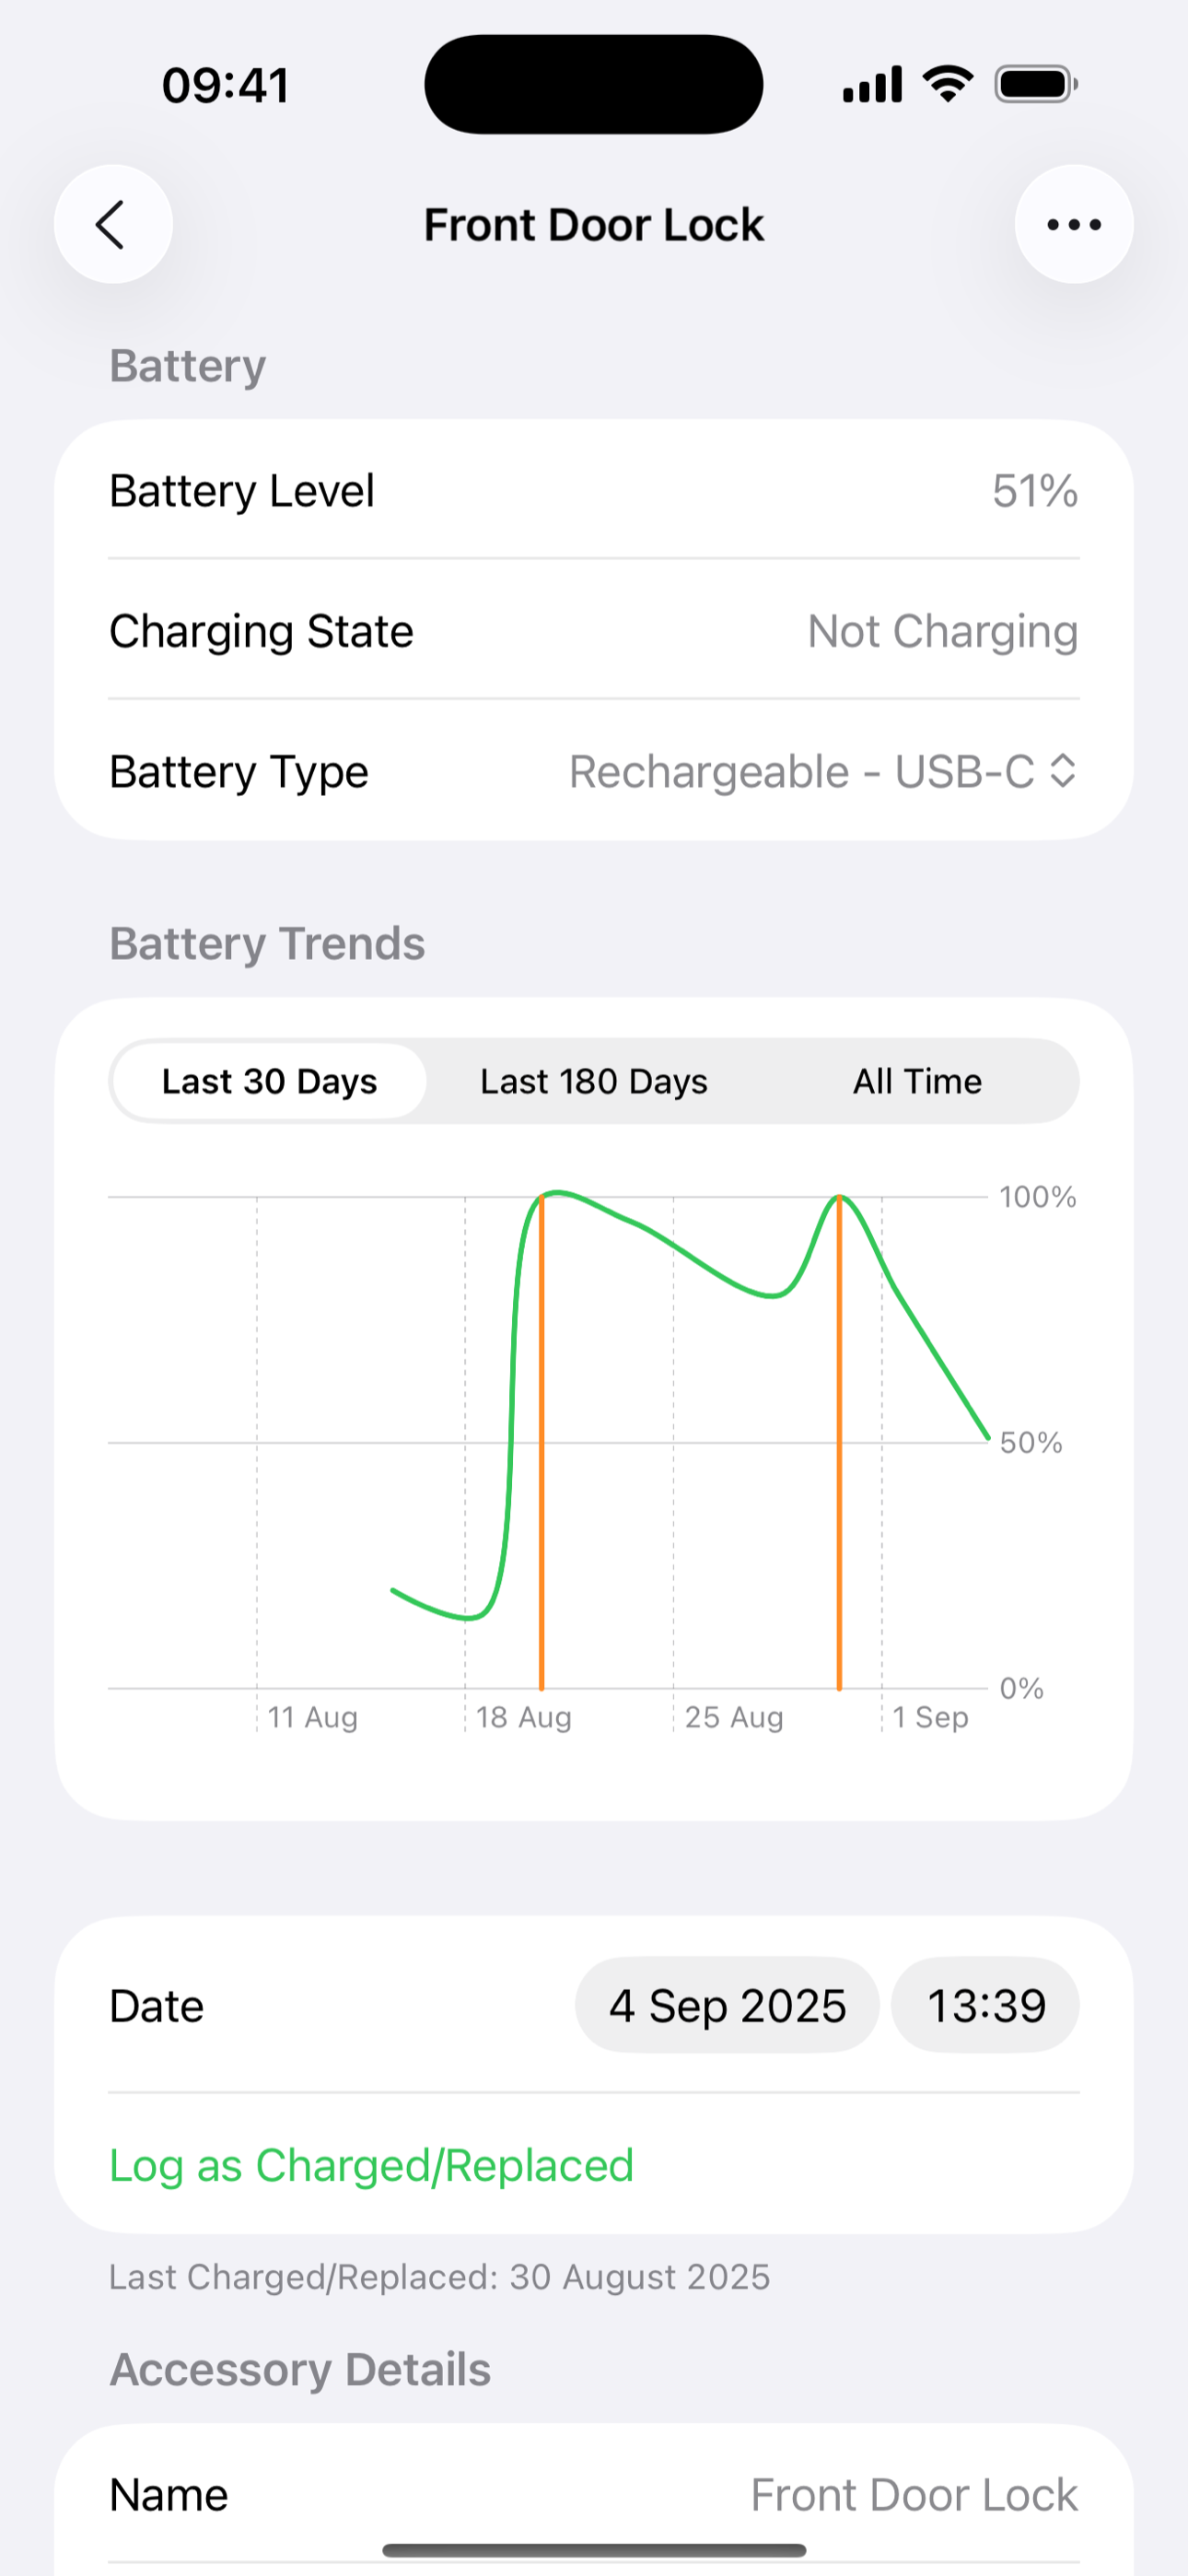 09:41
Front Door Lock
Battery
Battery Level 51%
Charging State Not Charging
Battery Type Rechargeable - USB-C
Battery Trends
Last 30 Days Last 180 Days All Time
100%
50%
0%
11 Aug 18 Aug 25 Aug 1 Sep
Date 4 Sep 2025 13:39
Log as Charged/Replaced
Last Charged/Replaced: 30 August 2025
Accessory Details
Name Front Door Lock